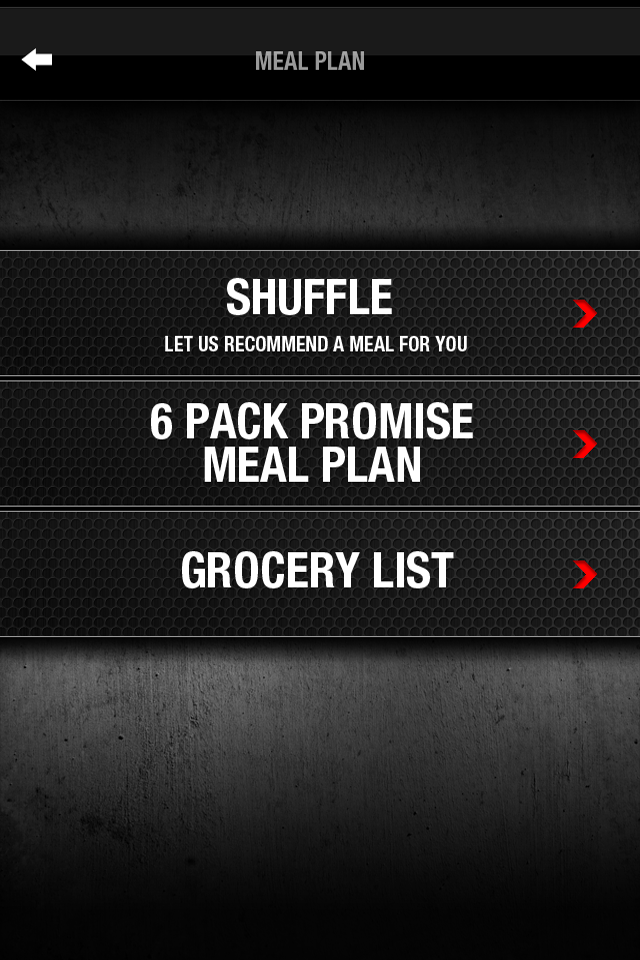 MEAL PLAN
SHUFFLE
LET US RECOMMEND A MEAL FOR YOU
6 PACK PROMISE
MEAL PLAN
GROCERY LIST